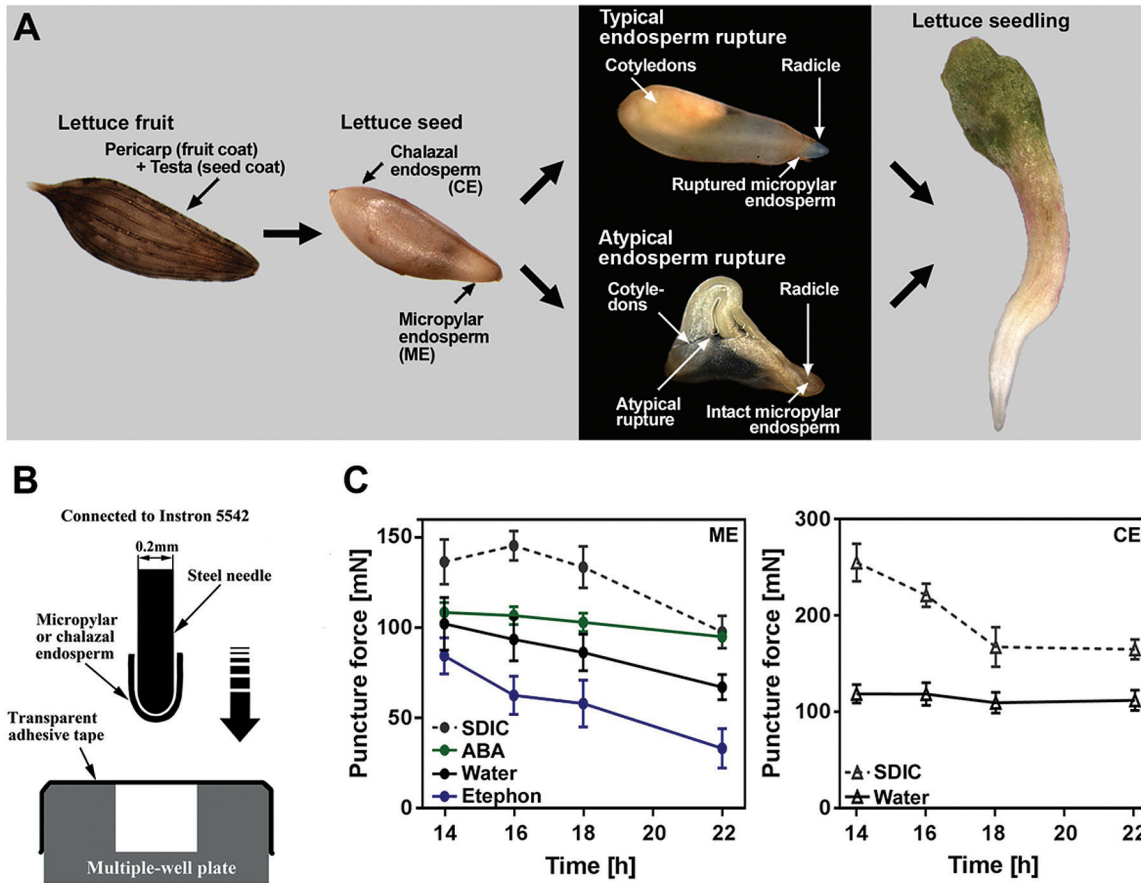 A
Lettuce fruit
Pericarp (fruit coat)
+ Testa (seed coat)
Lettuce seed
Chalazal
endosperm
(CE)
Micropylar
endosperm
(ME)
Typical
endosperm rupture
Cotyledons
Radicle
Ruptured micropylar
endosperm
Atypical
endosperm rupture
Cotyle-
dons
Radicle
Atypical
rupture
Intact micropylar
endosperm
Lettuce seedling
B
Connected to Instron 5542
0.2mm
Steel needle
Micropylar
or chalazal
endosperm
Transparent
adhesive tape
Multiple-well plate
C
Puncture force [mN]
150
100
50
0
ME
SDIC
ABA
Water
Etephon
14 16 18 20 22
Time [h]
Puncture force [mN]
300
200
100
0
CE
SDIC
Water
14 16 18 20 22
Time [h]